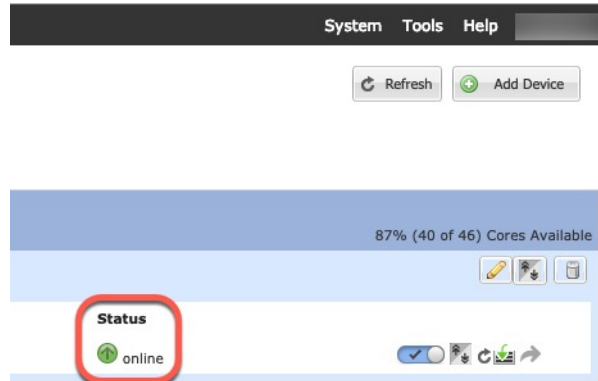 System Tools Help
Refresh Add Device
87% (40 of 46) Cores Available
Status
online